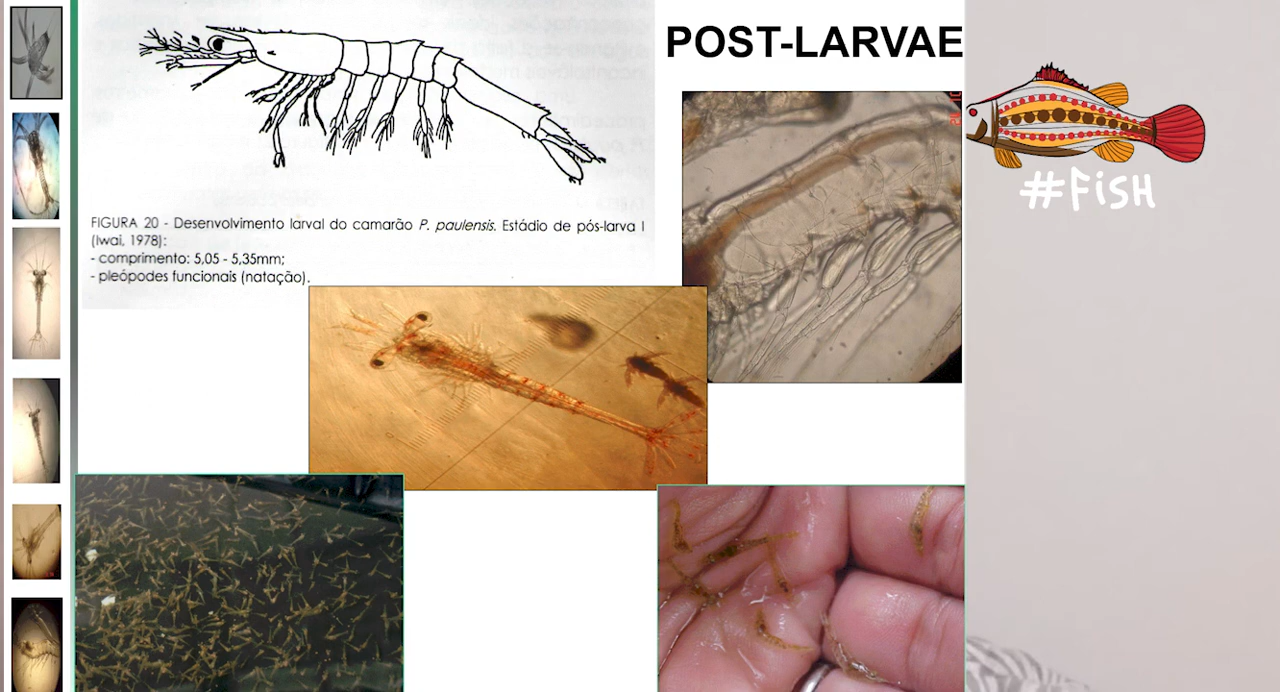 POST-LARVAE
#FiSH
FIGURA 20 - Desenvolvimento larval do camarão P. paulensis. Estádio de pós-larva I
(Iwai, 1978):
- comprimento: 5,05 - 5,35mm;
- pleópodes funcionais (natação).